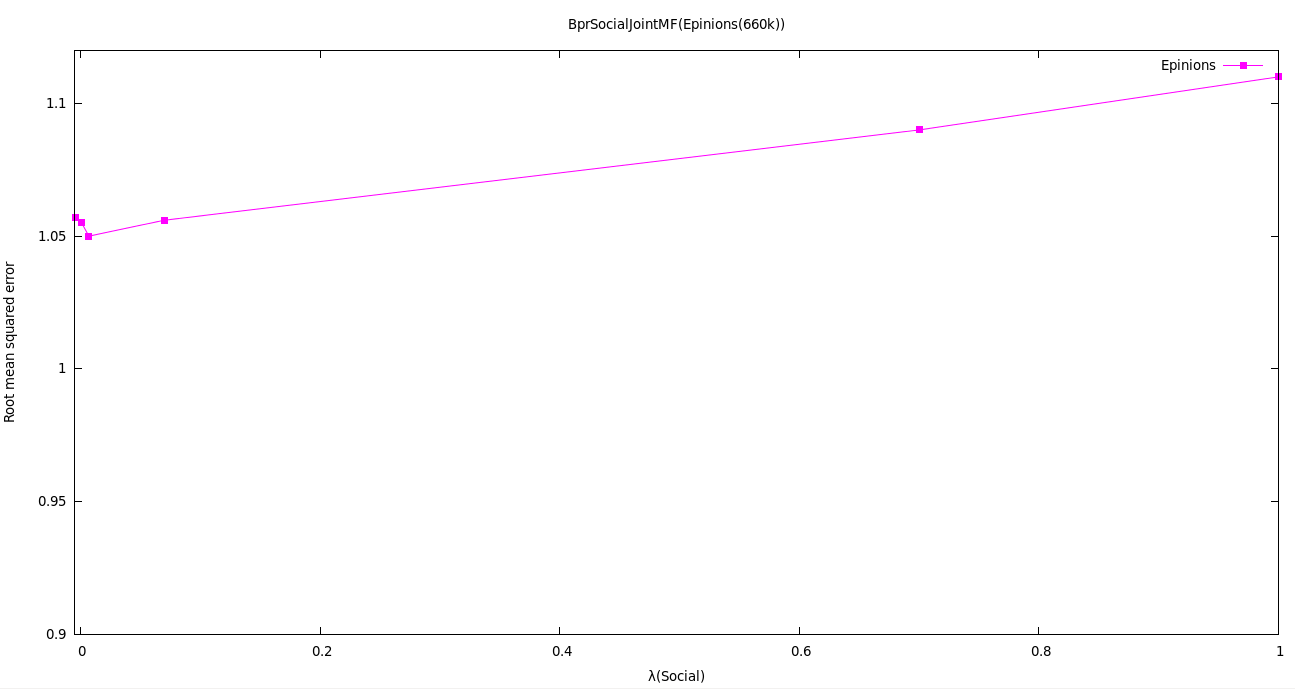 BprSocialJointMF(Epinions(660k))
Epinions
1.1
1.05
1
0.95
0.9
Root mean squared error
0 0.2 0.4 0.6 0.8 1
λ(Social)